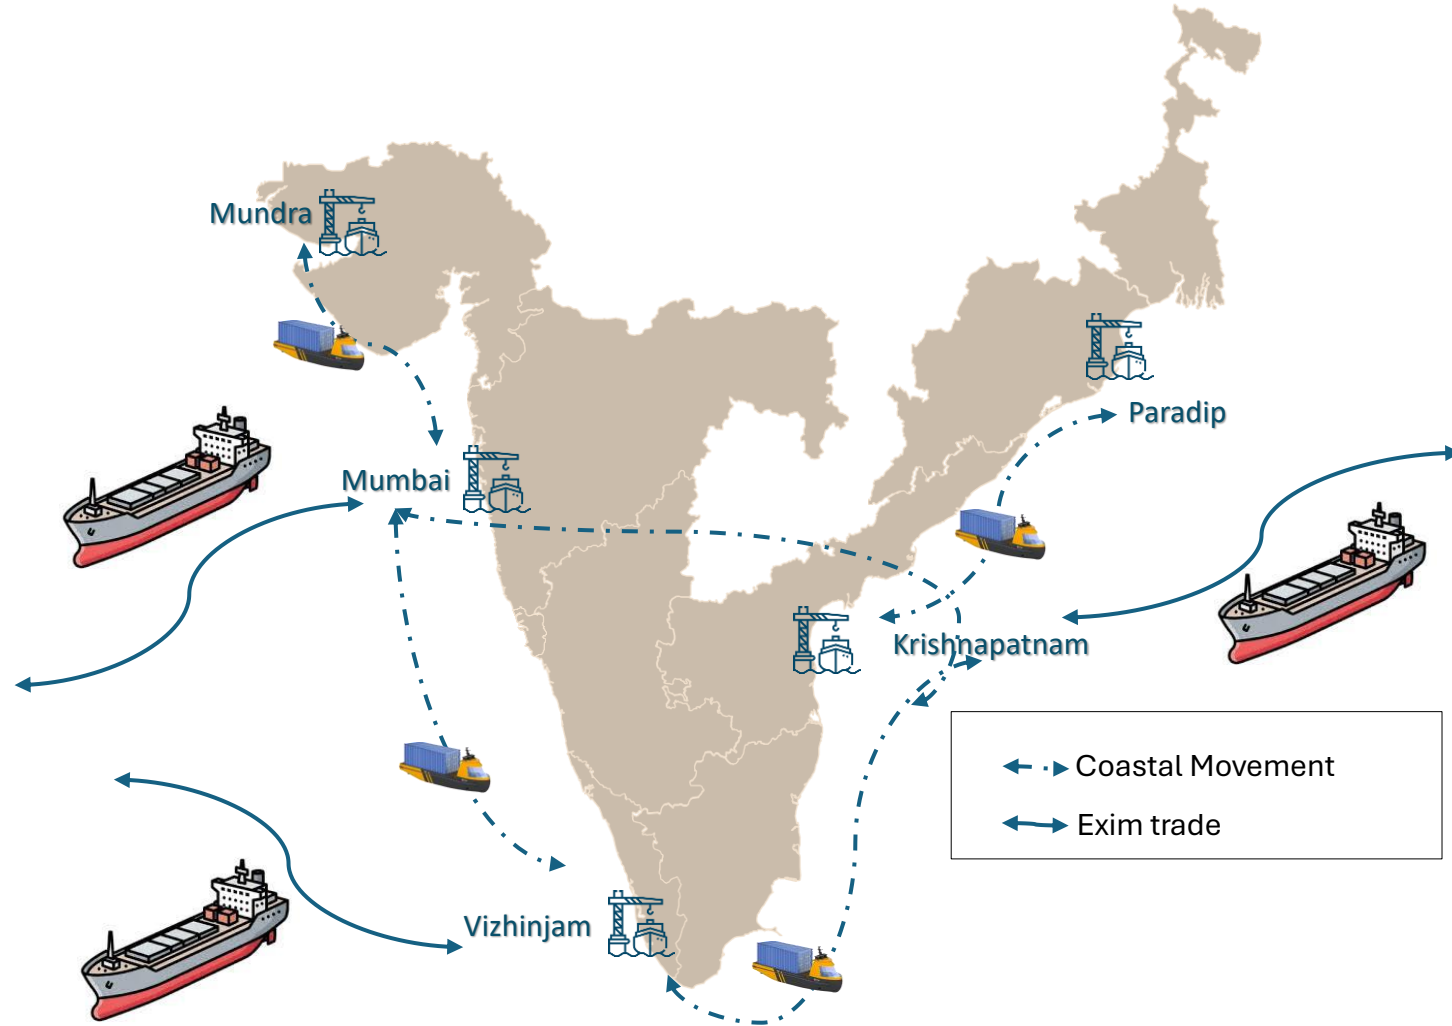 Mundra
Paradip
Mumbai
Krishnapatnam
Coastal Movement
Exim trade
Vizhinjam